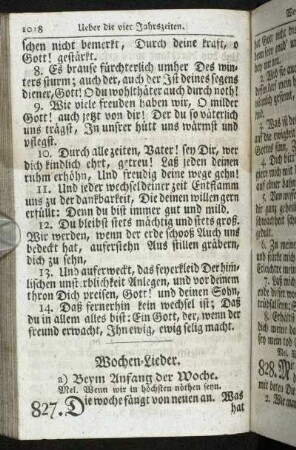 1018 Ueber die vier Jahrszeiten.
schen nicht bemerkt, Durch deine kraft, o
Gott! gestärkt.
8. Es brause fürchterlich umher Des win-
ters sturm; auch der, auch der Ist deines segens
diener, Gott! O du wohlthäter auch durch noth!
9. Wie viele freuden haben wir, O milder
Gott! auch jetzt von dir! Der du so väterlich
uns trägst, In unsrer hütt uns wärmst und
pflegst.
10. Durch alle zeiten, Vater! sey Dir, wer
dich kindlich ehrt, getreu! Laß jeden deinen
ruhm erhöhn, Und freudig deine wege gehn!
11. Und jeder wechsel deiner zeit Entflamm
uns zu der dankbarkeit, Die deinen willen gern
erfüllt: Denn du bist immer gut und mild.
12. Du bleibst stets mächtig und stets groß.
Wir werden, wenn der erde schooß Auch uns
bedeckt hat, auferstehn Aus stillen gräbern,
dich zu sehn,
13. Und auferweckt, das feyerkleid Der him-
lischen unsterblichkeit Anlegen, und vor deinem
thron Dich preisen, Gott! und deinen Sohn,
14. Daß fernerhin kein wechsel ist; Daß
du in allem alles bist: Ein Gott, der, wenn der
freund erwacht, Ihn ewig, ewig selig macht.
Wochen-Lieder.
a) Beym Anfang der Woche.
Mel. Wenn wir in höchsten nöthen seyn.
827. Die woche fängt von neuen an. Was
hat